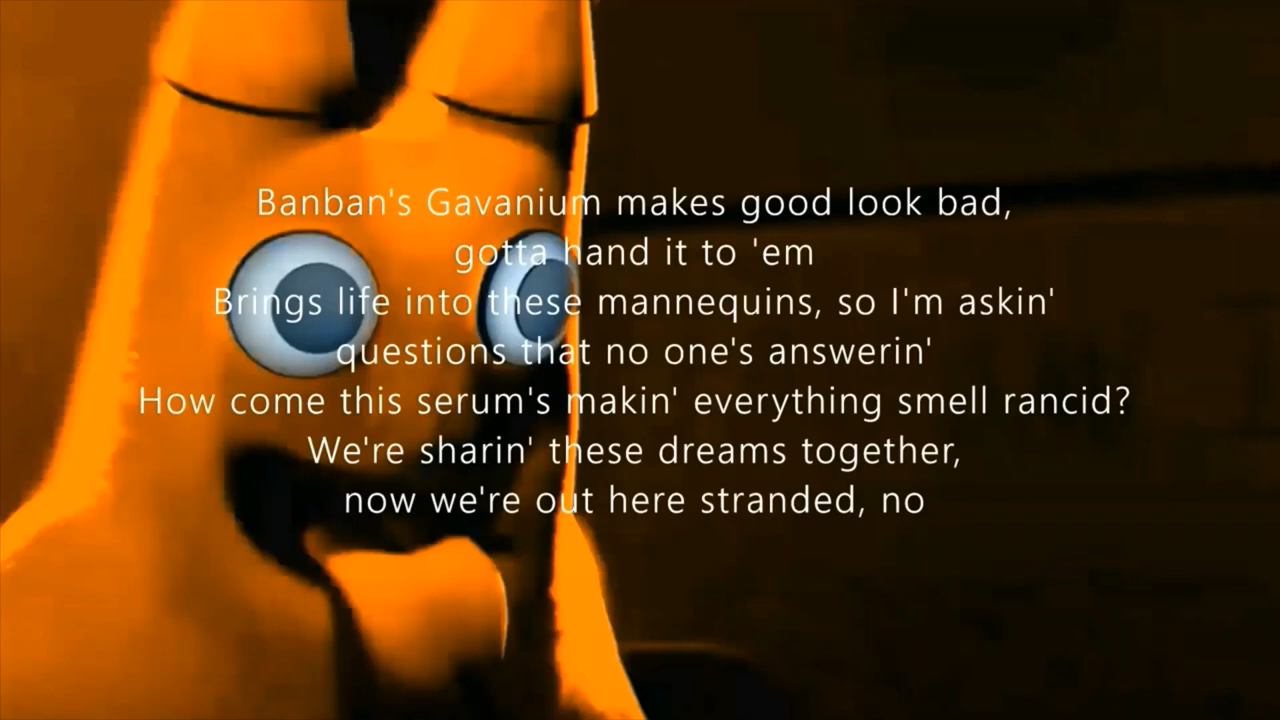 Banban's Gavanium makes good look bad,
gotta hand it to 'em
Brings life into these mannequins, so I'm askin'
questions that no one's answerin'
How come this serum's makin' everything smell rancid?
We're sharin' these dreams together,
now we're out here stranded, no